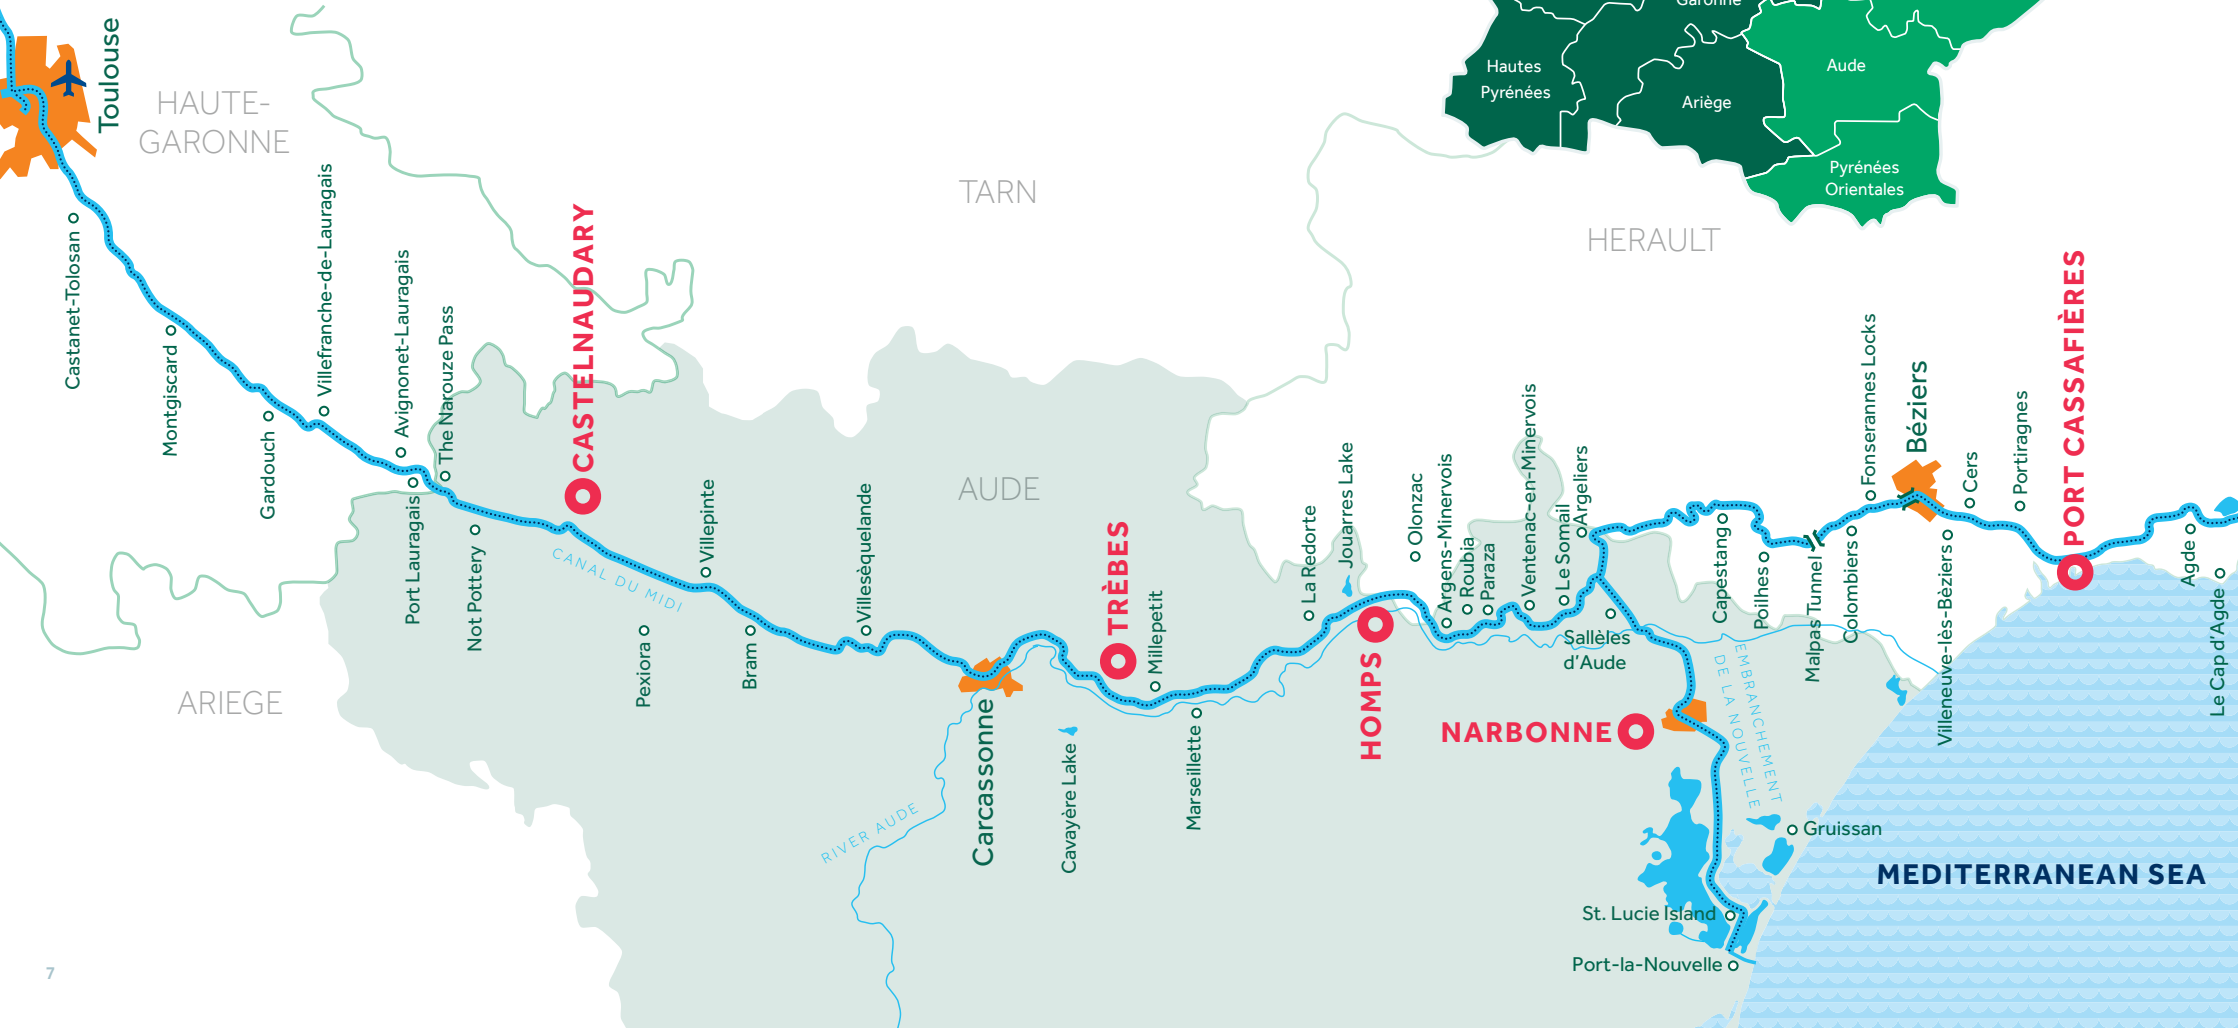 Garonne
Hautes
Pyrénées
Ariège
Aude
Pyrénées
Orientales
Toulouse
HAUTE-
GARONNE
TARN
HERAULT
AUDE
ARIEGE
Castanet-Tolosan
Montgiscard
Gardouch
Villefranche-de-Lauragais
Avignonet-Lauragais
Port Lauragais
The Narouze Pass
Not Pottery
CASTELNAUDARY
CANAL DU MIDI
Pexiora
Villepinte
Bram
Villesèquelande
Carcassonne
RIVER AUDE
Cavayère Lake
TRÈBES
Millepetit
Marseillette
La Redorte
Jouarres Lake
HOMPS
Olonzac
Argens-Minervois
Roubia
Paraza
Ventenac-en-Minervois
Le Somail
Argeliers
Sallèles
d'Aude
NARBONNE
EMBRANCHEMENT
DE LA NOUVELLE
Capestang
Poilhes
Malpas Tunnel
Colombiers
Fonserannes Locks
Béziers
Villeneuve-lès-Bèziers
Cers
Portiragnes
PORT CASSAFIÈRES
Agde
Le Cap d'Agde
Gruissan
MEDITERRANEAN SEA
St. Lucie Island
Port-la-Nouvelle
7